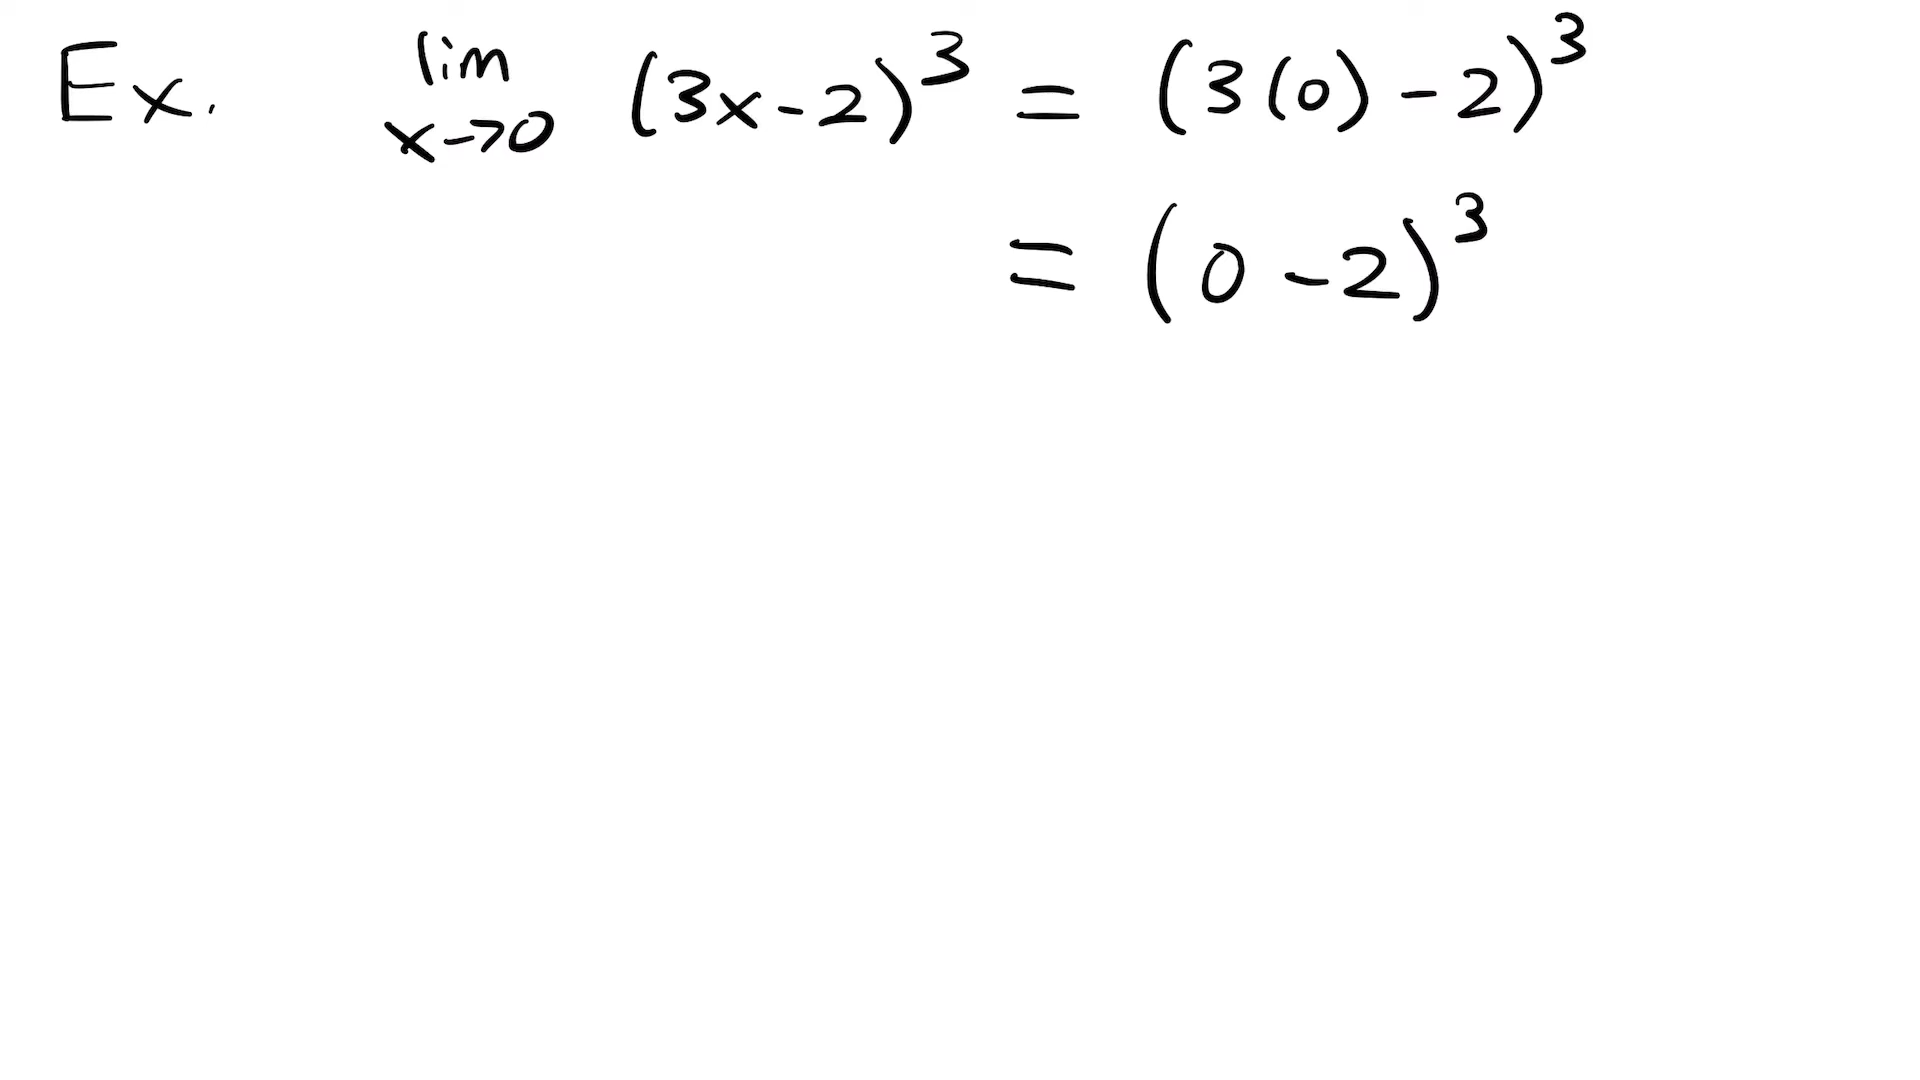 Ex. lim x→0 (3x-2)³ = (3(0)-2)³
= (0-2)³